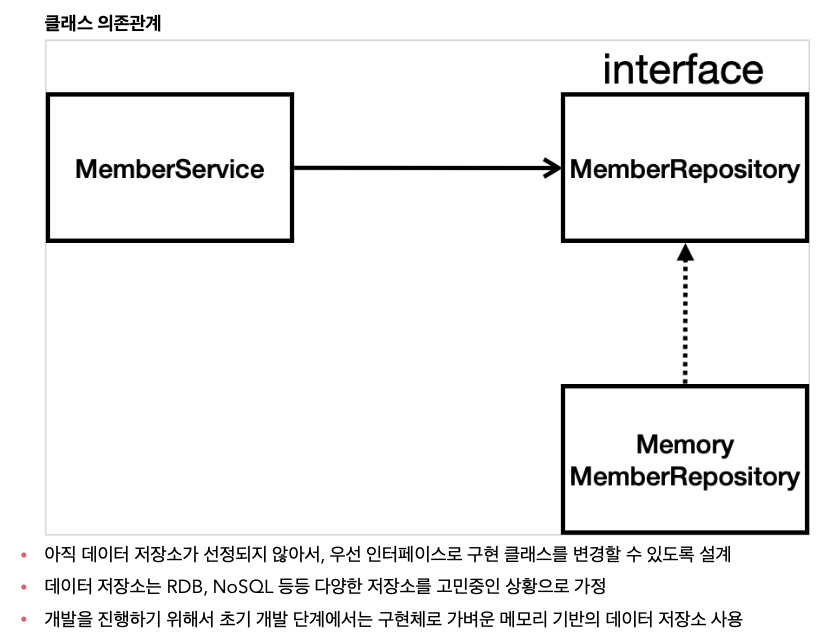 클래스 의존관계
interface
MemberService
MemberRepository
Memory
MemberRepository
• 아직 데이터 저장소가 선정되지 않아서, 우선 인터페이스로 구현 클래스를 변경할 수 있도록 설계
• 데이터 저장소는 RDB, NoSQL 등등 다양한 저장소를 고민중인 상황으로 가정
• 개발을 진행하기 위해서 초기 개발 단계에서는 구현체로 가벼운 메모리 기반의 데이터 저장소 사용